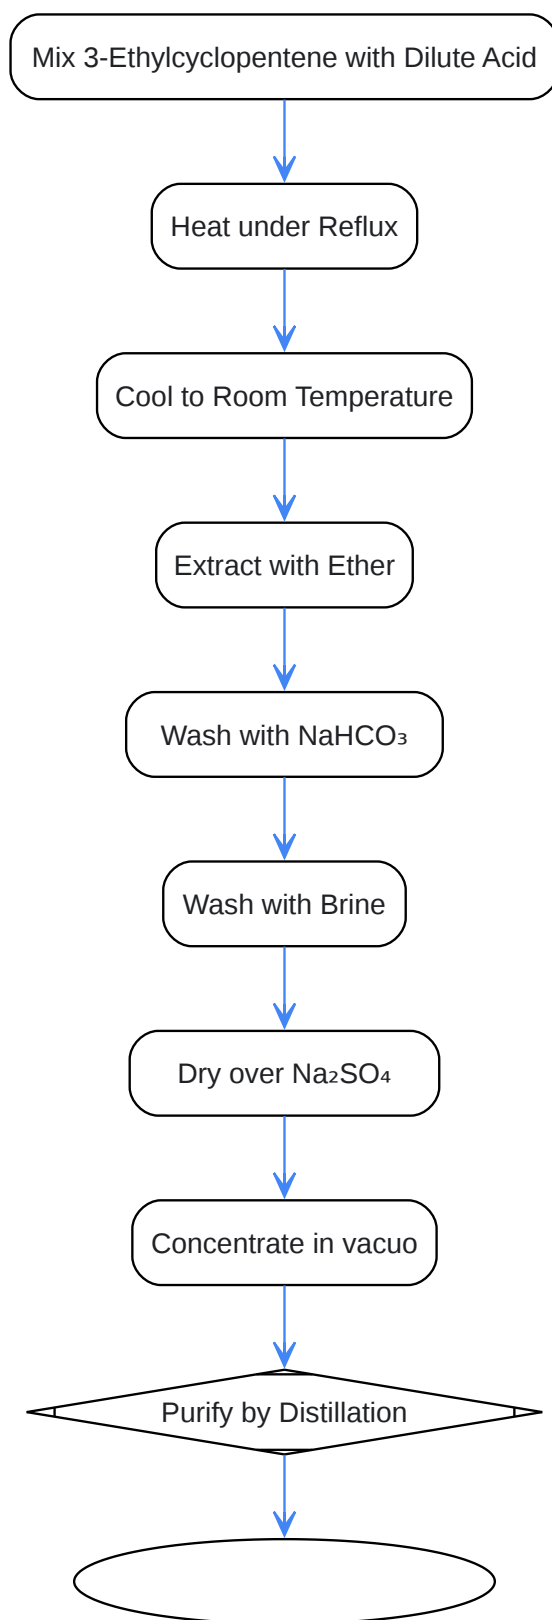 Mix 3-Ethylcyclopentene with Dilute Acid
Heat under Reflux
Cool to Room Temperature
Extract with Ether
Wash with NaHCO₃
Wash with Brine
Dry over Na₂SO₄
Concentrate in vacuo
Purify by Distillation